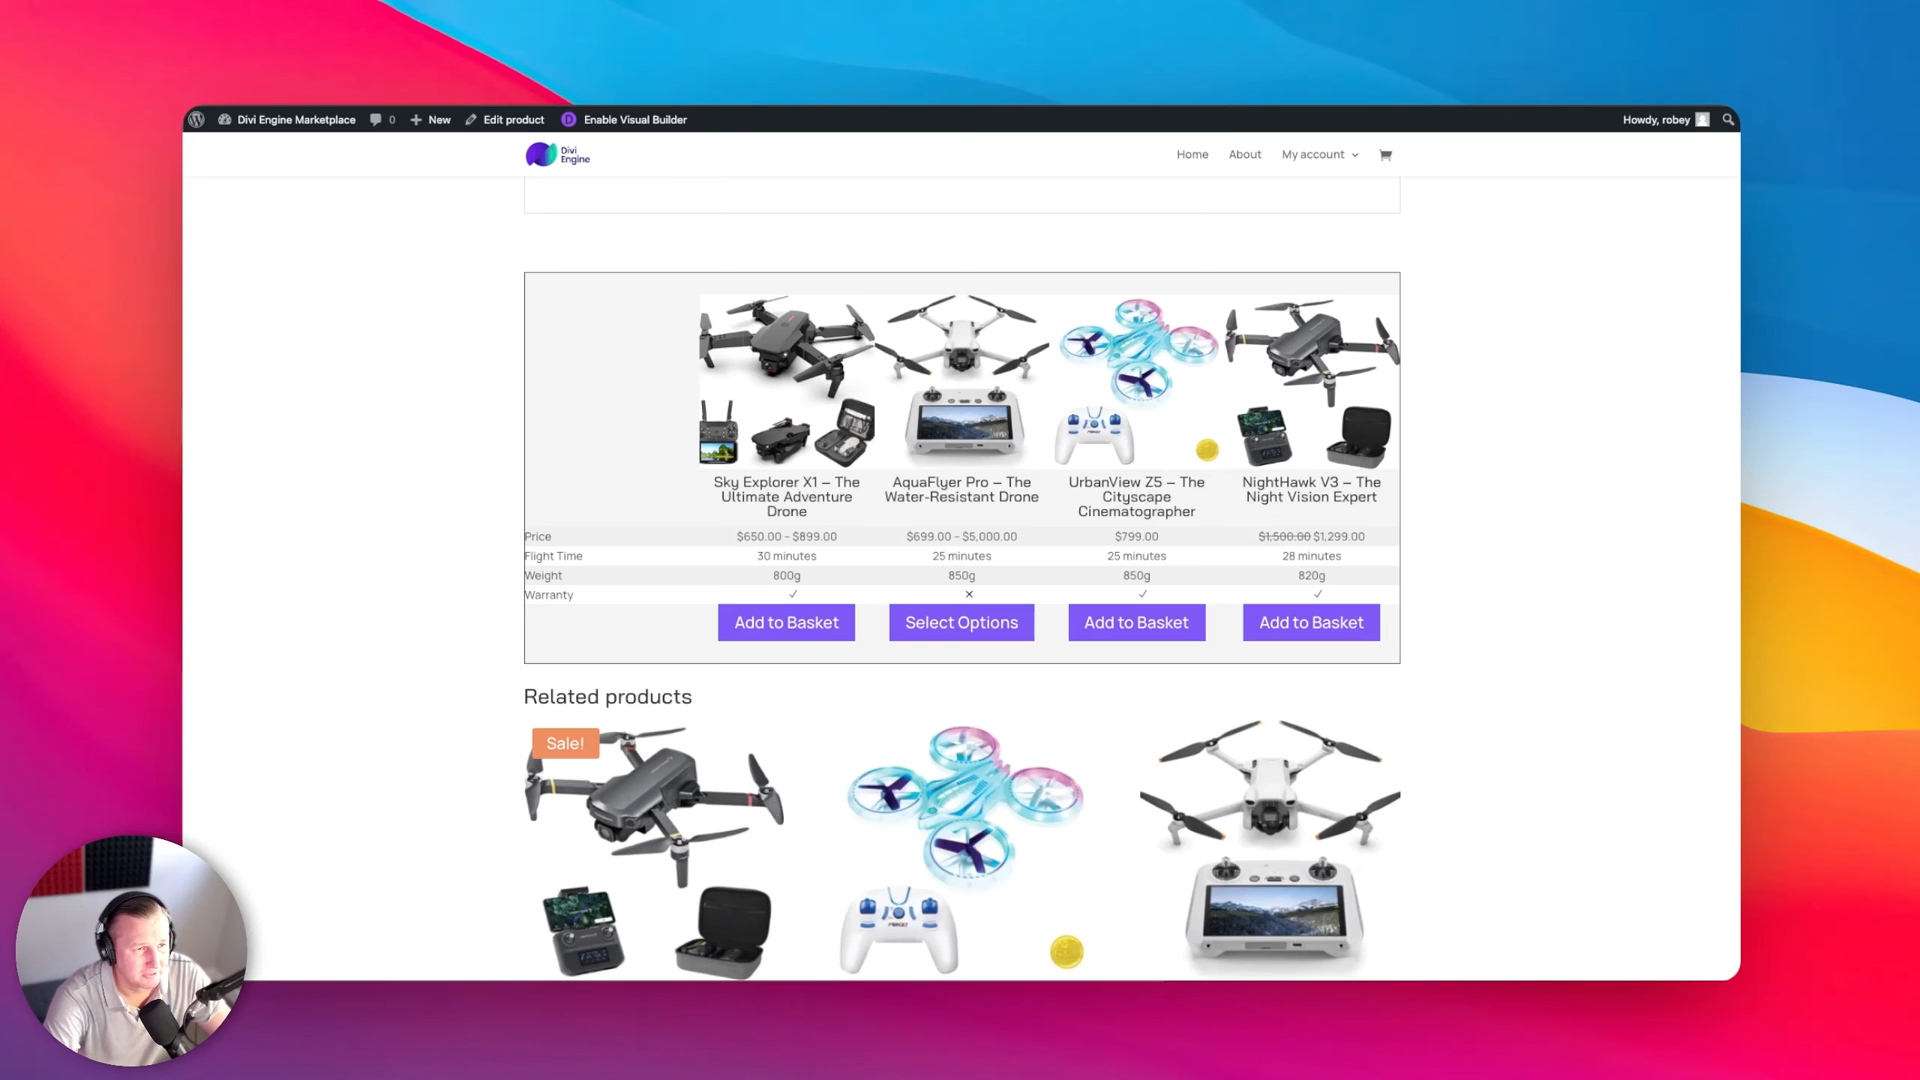 Divi Engine Marketplace 0 New Edit product Enable Visual Builder Howdy, robey
Divi
Engine
Home About My account
Sky Explorer X1 – The
Ultimate Adventure
Drone
AquaFlyer Pro – The
Water-Resistant Drone
UrbanView Z5 – The
Cityscape
Cinematographer
NightHawk V3 – The
Night Vision Expert
Price $650.00 – $899.00 $699.00 – $5,000.00 $799.00 $1,500.00 $1,299.00
Flight Time 30 minutes 25 minutes 25 minutes 28 minutes
Weight 800g 850g 850g 820g
Warranty ✓ ✕ ✓ ✓
Add to Basket Select Options Add to Basket Add to Basket
Related products
Sale!